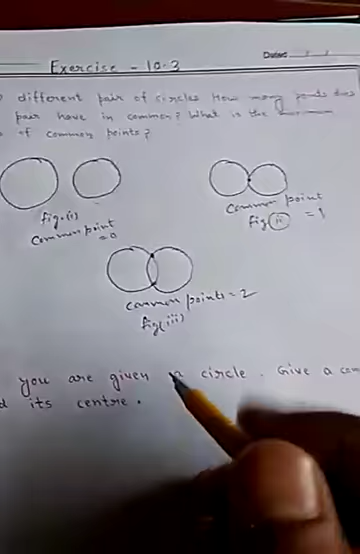 Date: / /
Exercise - 10.3
different pair of circles How many points does
pair have in common? What is the
of common points?
fig.(i)
common point
=0
common point
fig(ii) = 1
common points = 2
fig(iii)
you are given a circle. Give a
its centre.